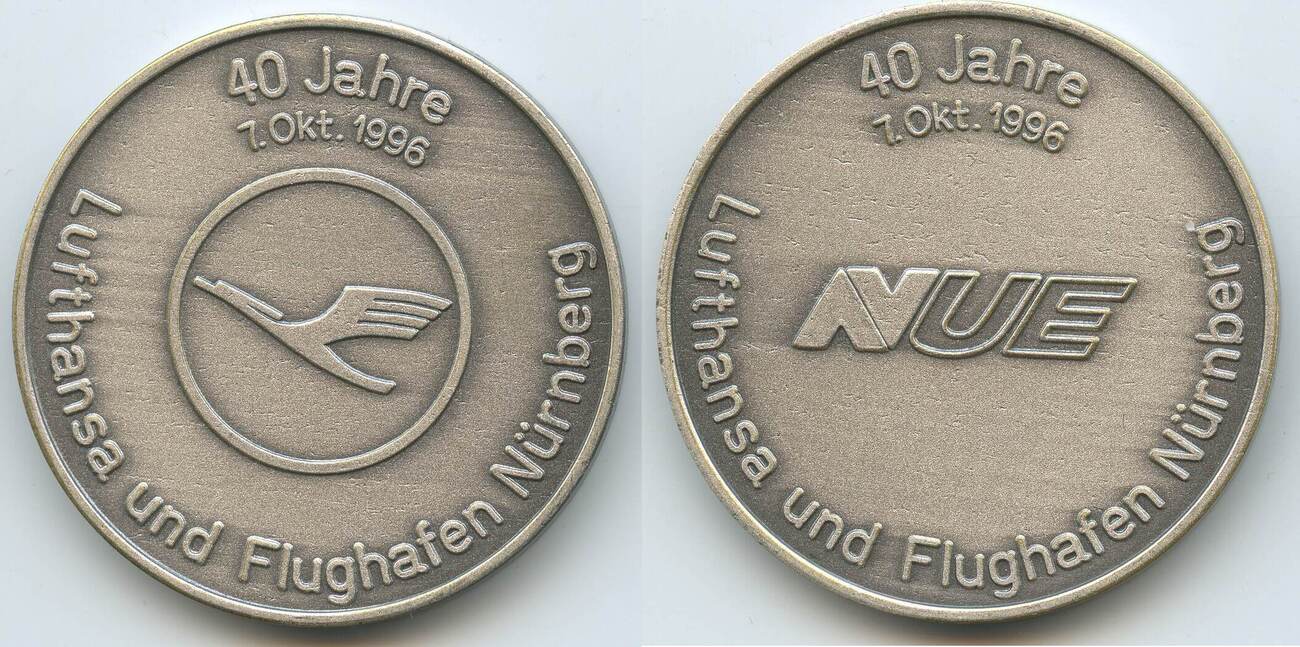 40 Jahre
7. Okt. 1996
Lufthansa und Flughafen Nürnberg
40 Jahre
7. Okt. 1996
NUE
Lufthansa und Flughafen Nürnberg